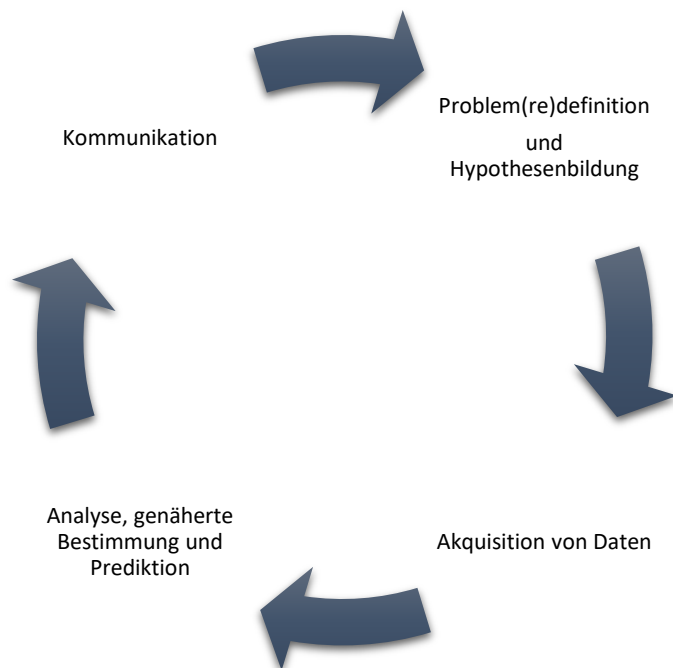 Kommunikation
Problem(re)definition
und
Hypothesenbildung
Analyse, genäherte
Bestimmung und
Prediktion
Akquisition von Daten